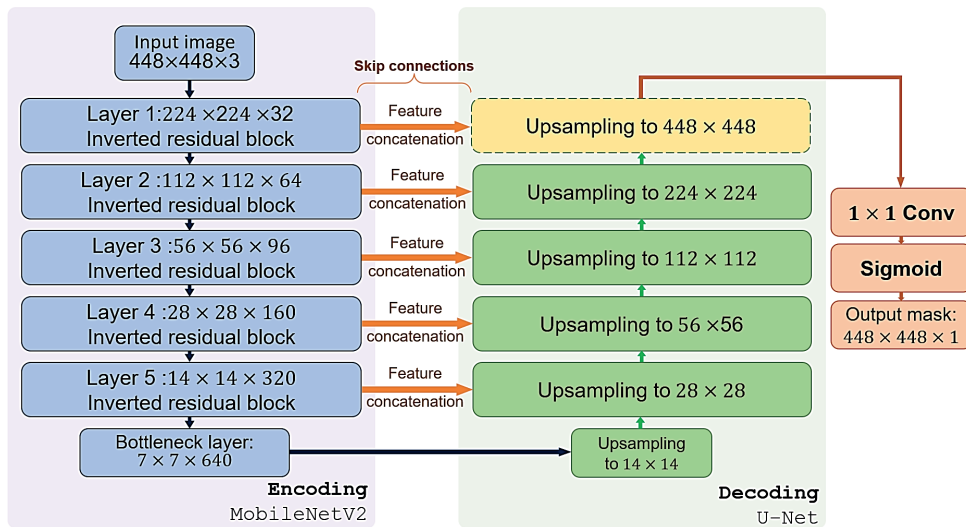 Input image
448×448×3
Skip connections
Layer 1:224 ×224 ×32
Inverted residual block
Feature
concatenation
Upsampling to 448 × 448
Layer 2 :112 × 112 × 64
Inverted residual block
Feature
concatenation
Upsampling to 224 × 224
1 × 1 Conv
Layer 3 :56 × 56 × 96
Inverted residual block
Feature
concatenation
Upsampling to 112 × 112
Sigmoid
Layer 4 :28 × 28 × 160
Inverted residual block
Feature
concatenation
Upsampling to 56 ×56
Output mask:
448 × 448 × 1
Layer 5 :14 × 14 × 320
Inverted residual block
Feature
concatenation
Upsampling to 28 × 28
Bottleneck layer:
7 × 7 × 640
Upsampling
to 14 × 14
Encoding
MobileNetV2
Decoding
U-Net